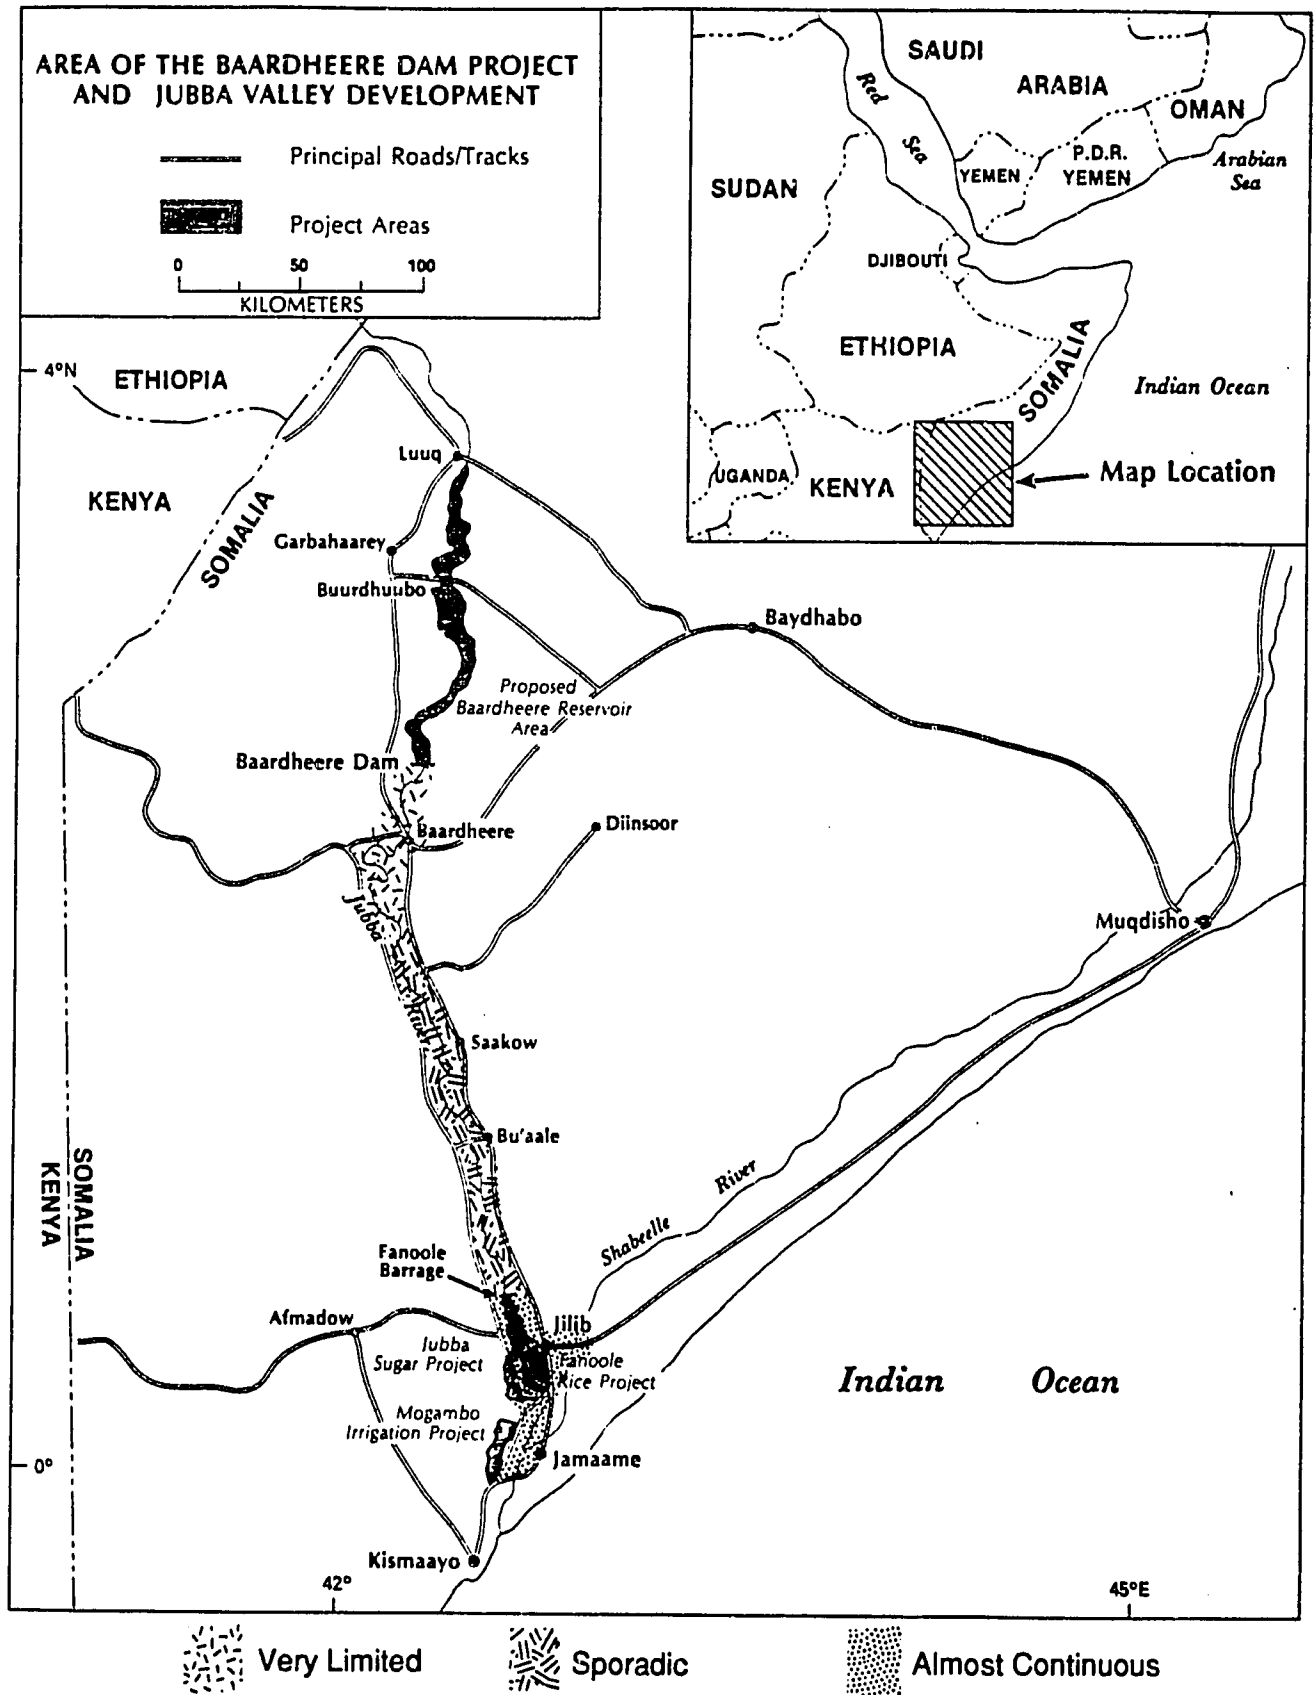 AREA OF THE BAARDHEERE DAM PROJECT
AND JUBBA VALLEY DEVELOPMENT
Principal Roads/Tracks
Project Areas
0 50 100
KILOMETERS
SAUDI
ARABIA
OMAN
Red
Sea
YEMEN
P.D.R.
YEMEN
Arabian
Sea
SUDAN
DJIBOUTI
ETHIOPIA
SOMALIA
Indian Ocean
UGANDA
KENYA
Map Location
4°N
ETHIOPIA
KENYA
SOMALIA
Luuq
Garbahaarey
Buurdhuubo
Baydhabo
Proposed
Baardheere Reservoir
Area
Baardheere Dam
Baardheere
Diinsoor
Jubba
River
Muqdisho
Saakow
Bu'aale
SOMALIA
KENYA
Shabeelle
River
Fanoole
Barrage
Afmadow
Jilib
Jubba
Sugar Project
Fanoole
Rice Project
Mogambo
Irrigation Project
Indian Ocean
0°
Jamaame
Kismaayo
42°
45°E
Very Limited
Sporadic
Almost Continuous